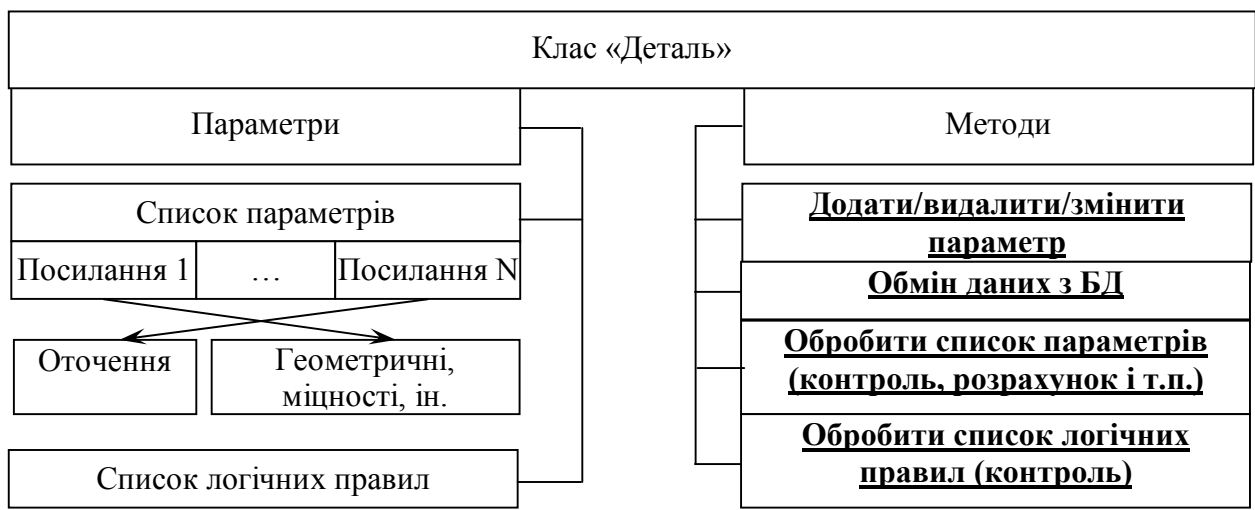 Клас «Деталь»
Параметри
Методи
Список параметрів
Посилання 1
…
Посилання N
Оточення
Геометричні,
міцності, ін.
Список логічних правил
Додати/видалити/змінити
параметр
Обмін даних з БД
Обробити список параметрів
(контроль, розрахунок і т.п.)
Обробити список логічних
правил (контроль)